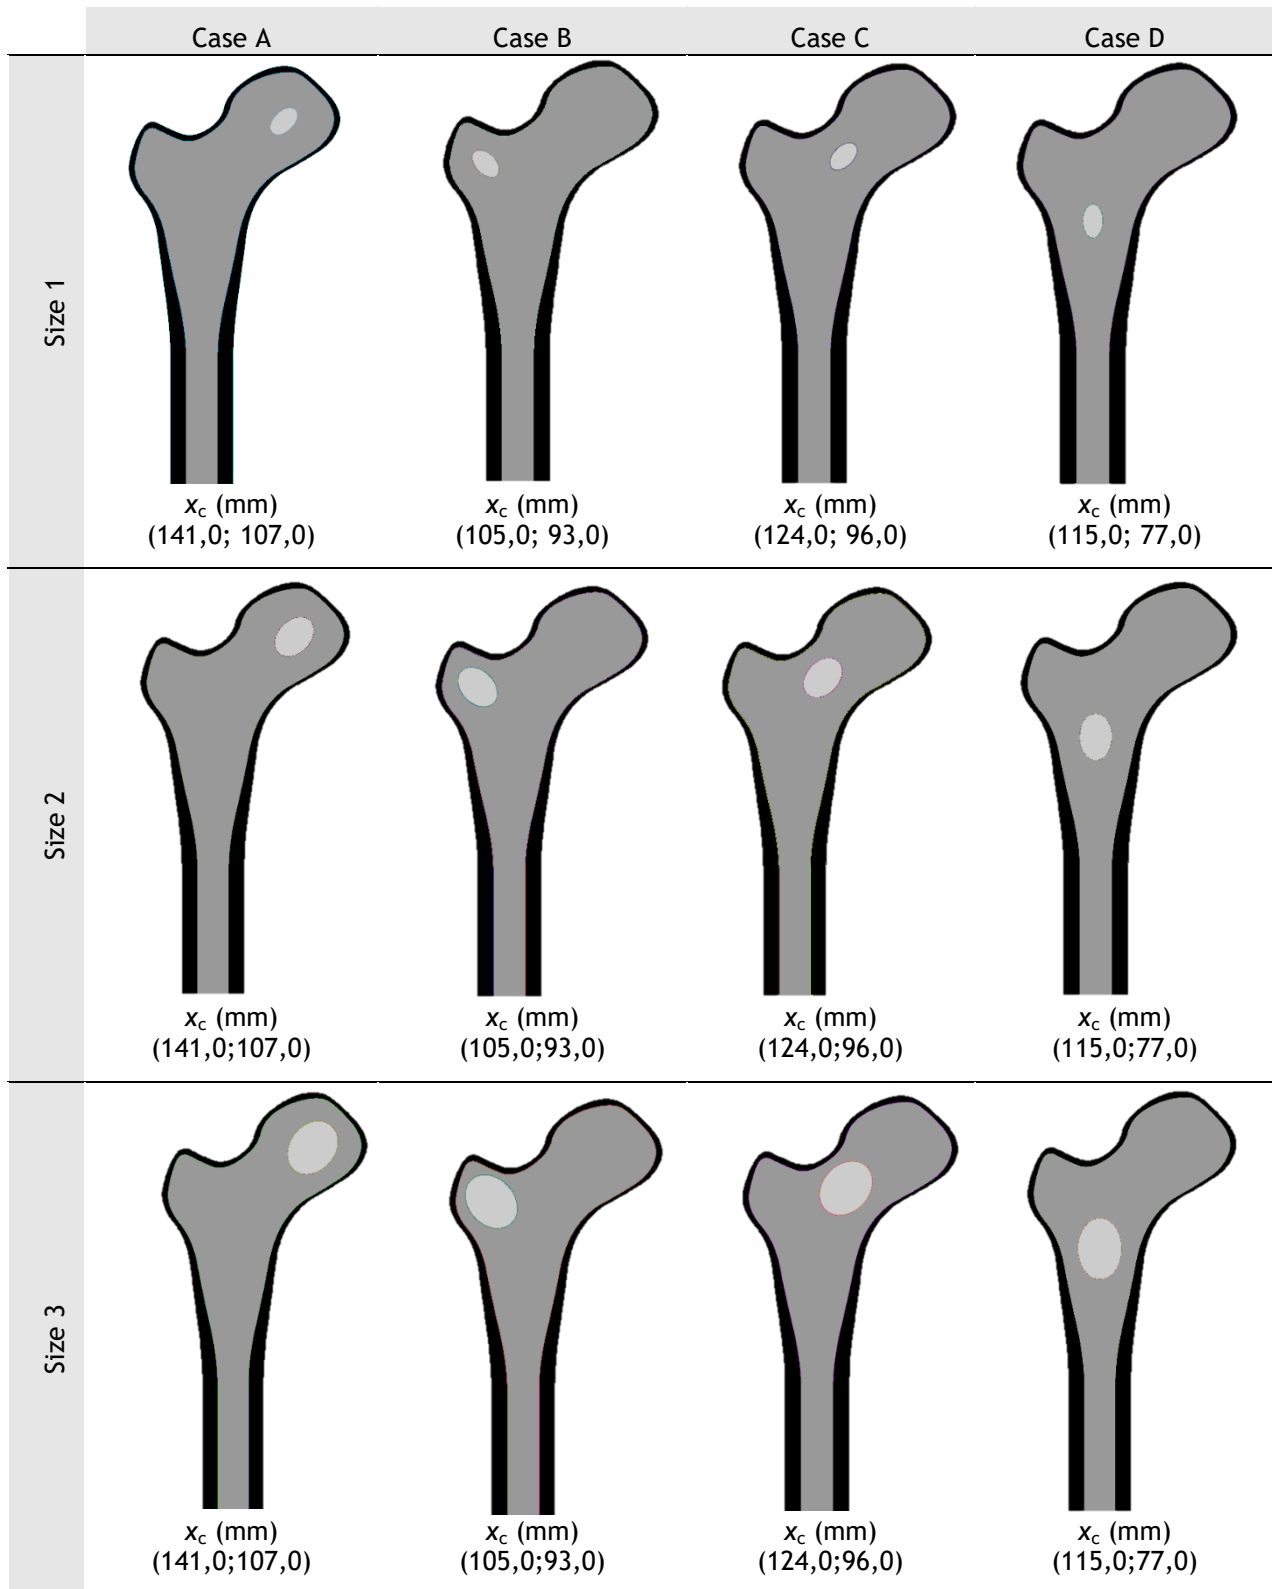 Case A Case B Case C Case D
Size 1
xc (mm) xc (mm) xc (mm) xc (mm)
(141,0; 107,0) (105,0; 93,0) (124,0; 96,0) (115,0; 77,0)
Size 2
xc (mm) xc (mm) xc (mm) xc (mm)
(141,0;107,0) (105,0;93,0) (124,0;96,0) (115,0;77,0)
Size 3
xc (mm) xc (mm) xc (mm) xc (mm)
(141,0;107,0) (105,0;93,0) (124,0;96,0) (115,0;77,0)